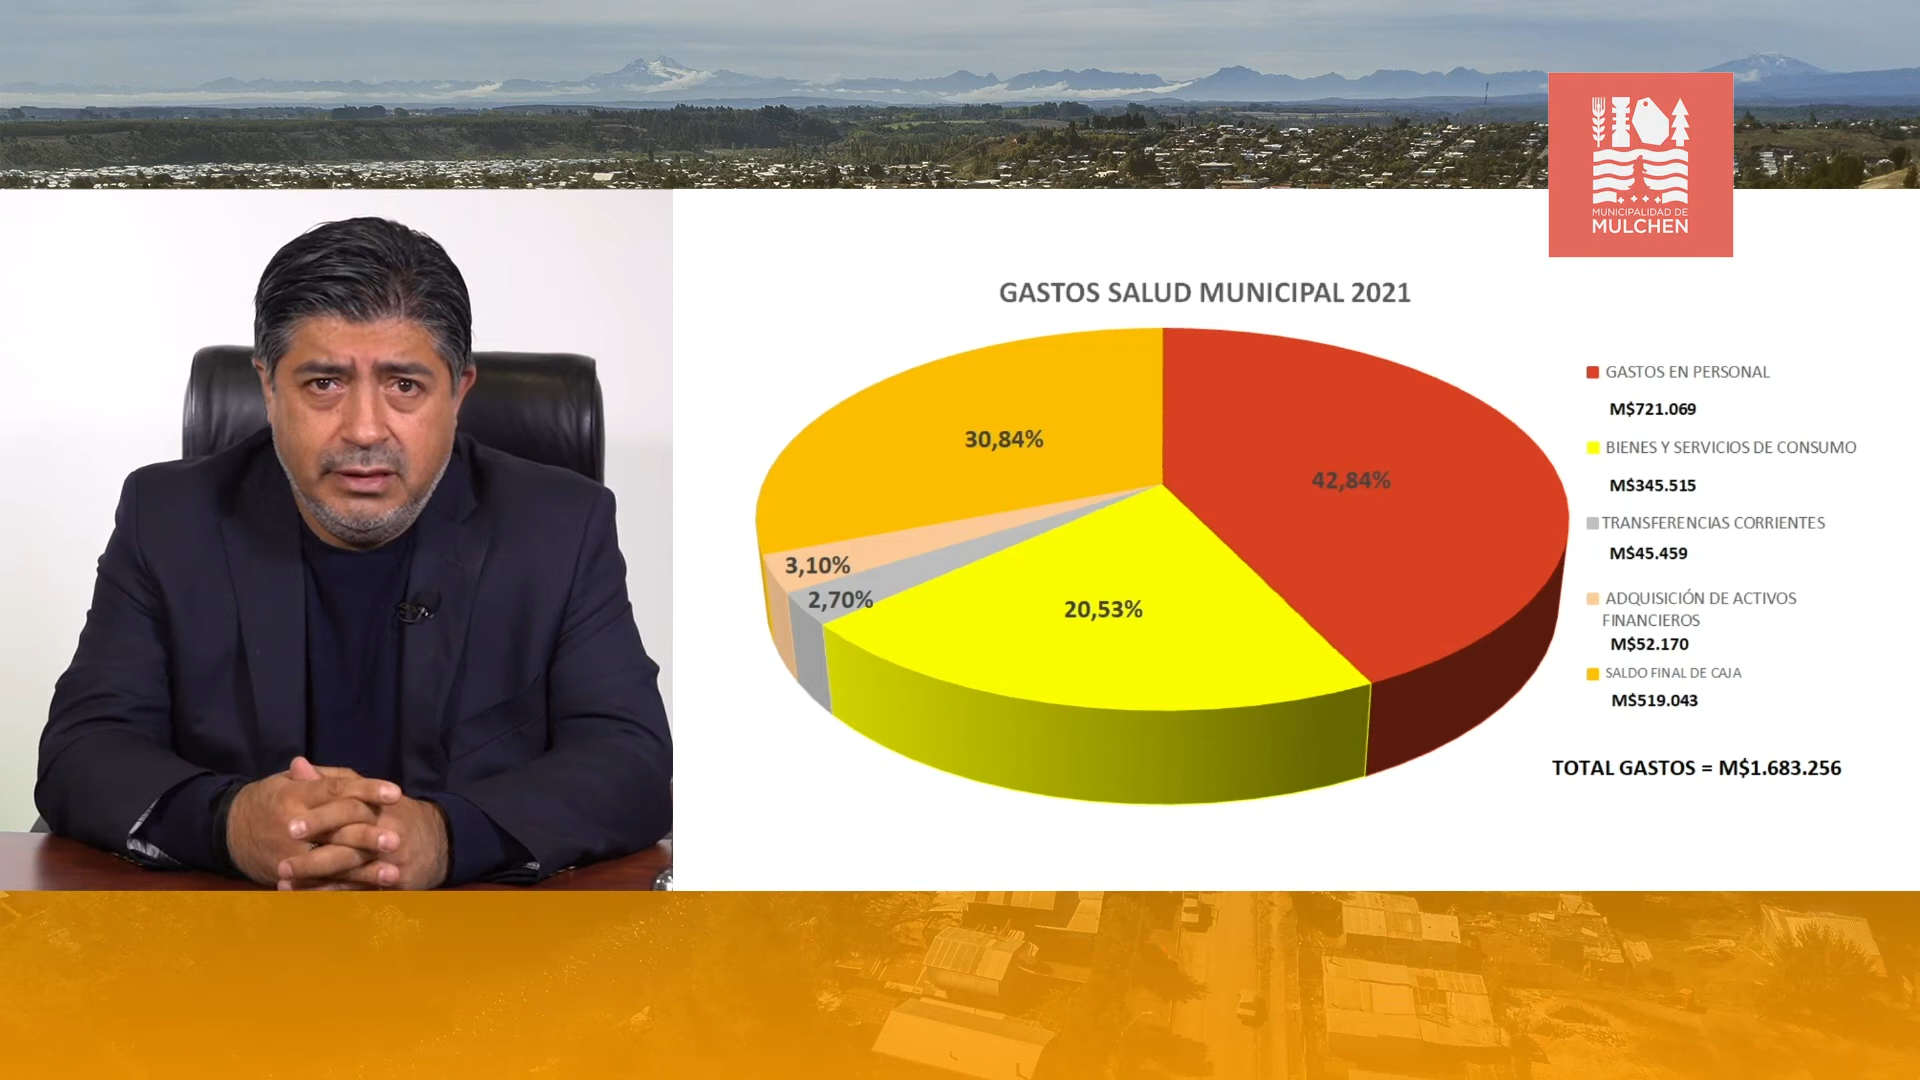 MUNICIPALIDAD DE
MULCHEN
GASTOS SALUD MUNICIPAL 2021
30,84%
42,84%
3,10%
2,70%
20,53%
GASTOS EN PERSONAL
M$721.069
BIENES Y SERVICIOS DE CONSUMO
M$345.515
TRANSFERENCIAS CORRIENTES
M$45.459
ADQUISICIÓN DE ACTIVOS
FINANCIEROS
M$52.170
SALDO FINAL DE CAJA
M$519.043
TOTAL GASTOS = M$1.683.256